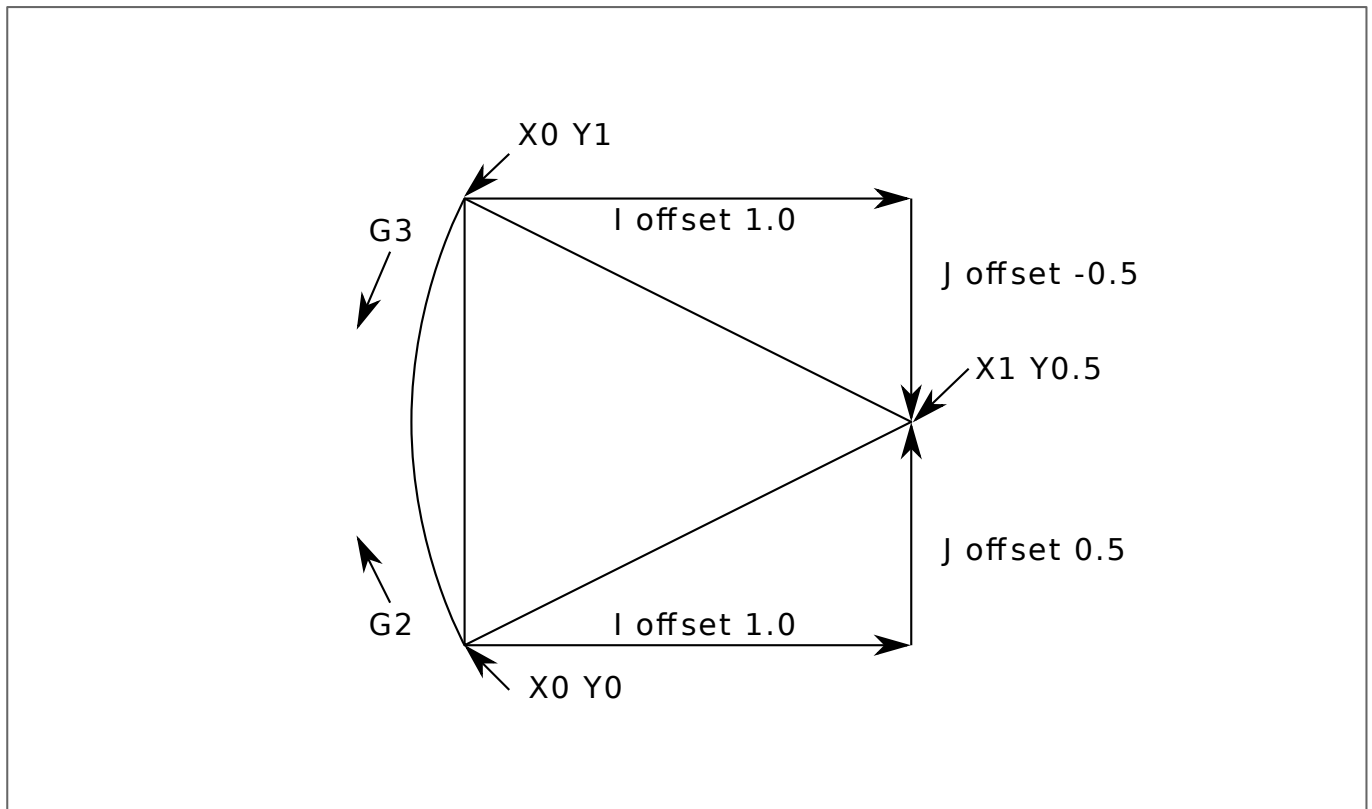 X0 Y1
I offset 1.0
G3
J offset -0.5
X1 Y0.5
J offset 0.5
G2
I offset 1.0
X0 Y0